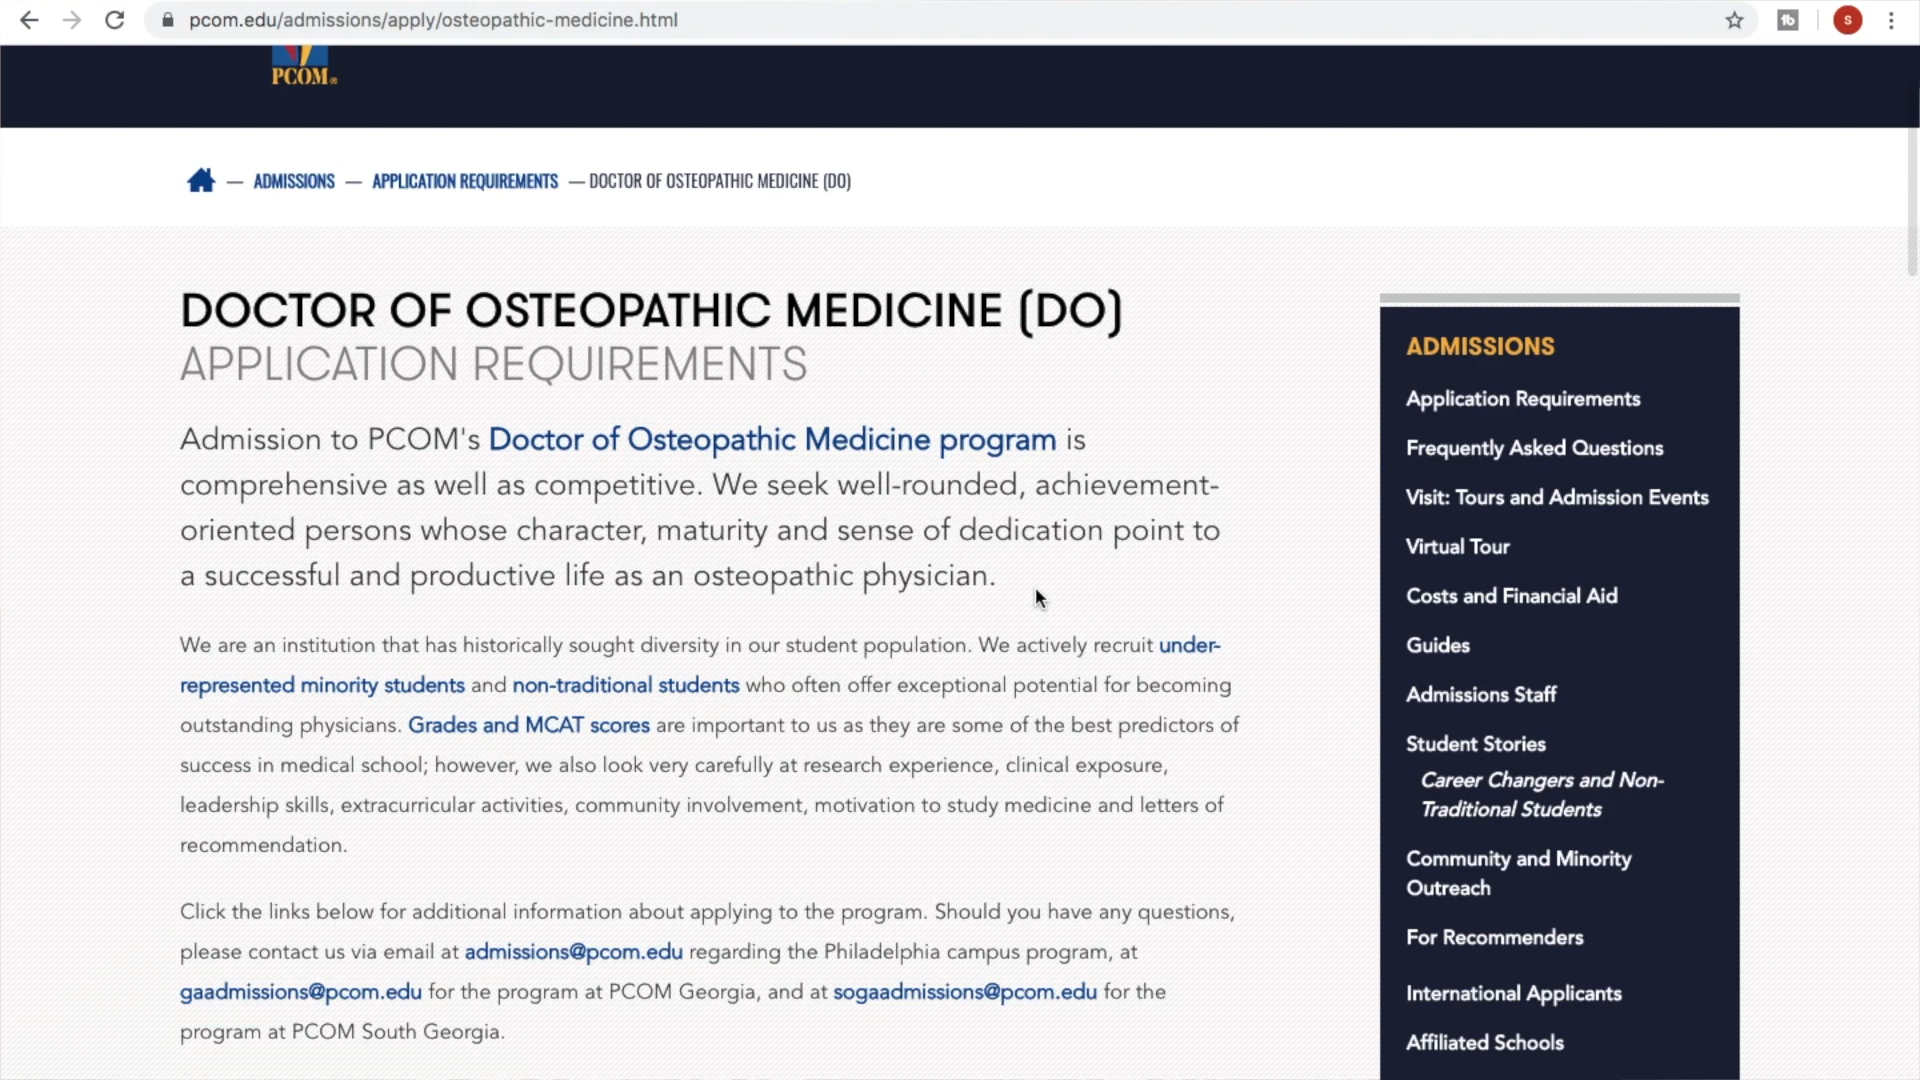 pcom.edu/admissions/apply/osteopathic-medicine.html
S
PCOM®
— ADMISSIONS — APPLICATION REQUIREMENTS — DOCTOR OF OSTEOPATHIC MEDICINE (DO)
DOCTOR OF OSTEOPATHIC MEDICINE (DO)
APPLICATION REQUIREMENTS
Admission to PCOM's Doctor of Osteopathic Medicine program is
comprehensive as well as competitive. We seek well-rounded, achievement-
oriented persons whose character, maturity and sense of dedication point to
a successful and productive life as an osteopathic physician.
We are an institution that has historically sought diversity in our student population. We actively recruit under-
represented minority students and non-traditional students who often offer exceptional potential for becoming
outstanding physicians. Grades and MCAT scores are important to us as they are some of the best predictors of
success in medical school; however, we also look very carefully at research experience, clinical exposure,
leadership skills, extracurricular activities, community involvement, motivation to study medicine and letters of
recommendation.
Click the links below for additional information about applying to the program. Should you have any questions,
please contact us via email at admissions@pcom.edu regarding the Philadelphia campus program, at
gaadmissions@pcom.edu for the program at PCOM Georgia, and at sogaadmissions@pcom.edu for the
program at PCOM South Georgia.
ADMISSIONS
Application Requirements
Frequently Asked Questions
Visit: Tours and Admission Events
Virtual Tour
Costs and Financial Aid
Guides
Admissions Staff
Student Stories
Career Changers and Non-
Traditional Students
Community and Minority
Outreach
For Recommenders
International Applicants
Affiliated Schools